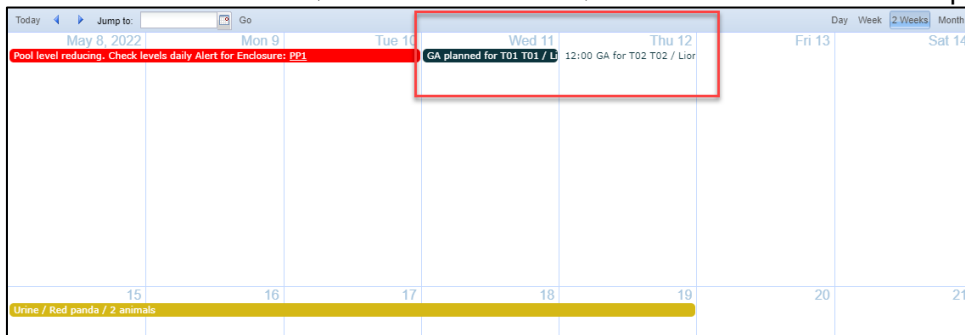 Today Jump to: Go Day Week 2 Weeks Month
May 8, 2022 Mon 9 Tue 10 Wed 11 Thu 12 Fri 13 Sat 14
Pool level reducing. Check levels daily Alert for Enclosure: PP1 GA planned for T01 T01 / Li 12:00 GA for T02 T02 / Lior
15 16 17 18 19 20 21
Urine / Red panda / 2 animals